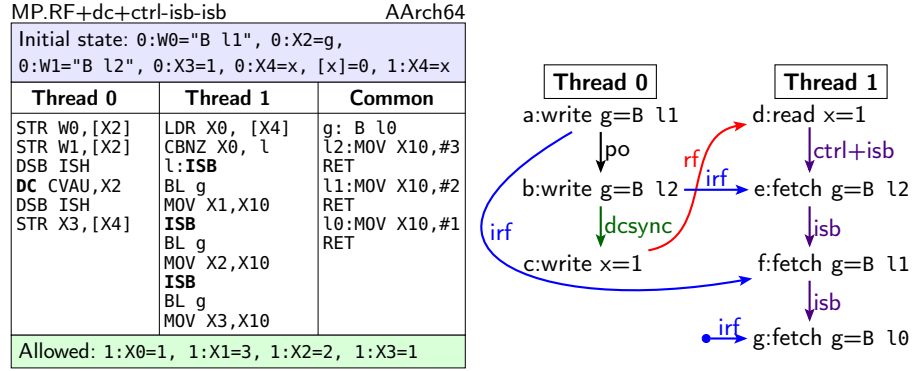 MP.RF+dc+ctrl-isb-isb AArch64
Initial state: 0:W0="B l1", 0:X2=g,
0:W1="B l2", 0:X3=1, 0:X4=x, [x]=0, 1:X4=x
Thread 0 Thread 1 Common
STR W0,[X2] LDR X0, [X4] g: B l0
STR W1,[X2] CBNZ X0, l l2:MOV X10,#3
DSB ISH l:ISB RET
DC CVAU,X2 BL g l1:MOV X10,#2
DSB ISH MOV X1,X10 RET
STR X3,[X4] ISB l0:MOV X10,#1
BL g RET
MOV X2,X10
ISB
BL g
MOV X3,X10
Allowed: 1:X0=1, 1:X1=3, 1:X2=2, 1:X3=1
Thread 0 Thread 1
a:write g=B l1 d:read x=1
po rf ctrl+isb
b:write g=B l2 irf e:fetch g=B l2
irf dcsync isb
c:write x=1 f:fetch g=B l1
isb
irf g:fetch g=B l0